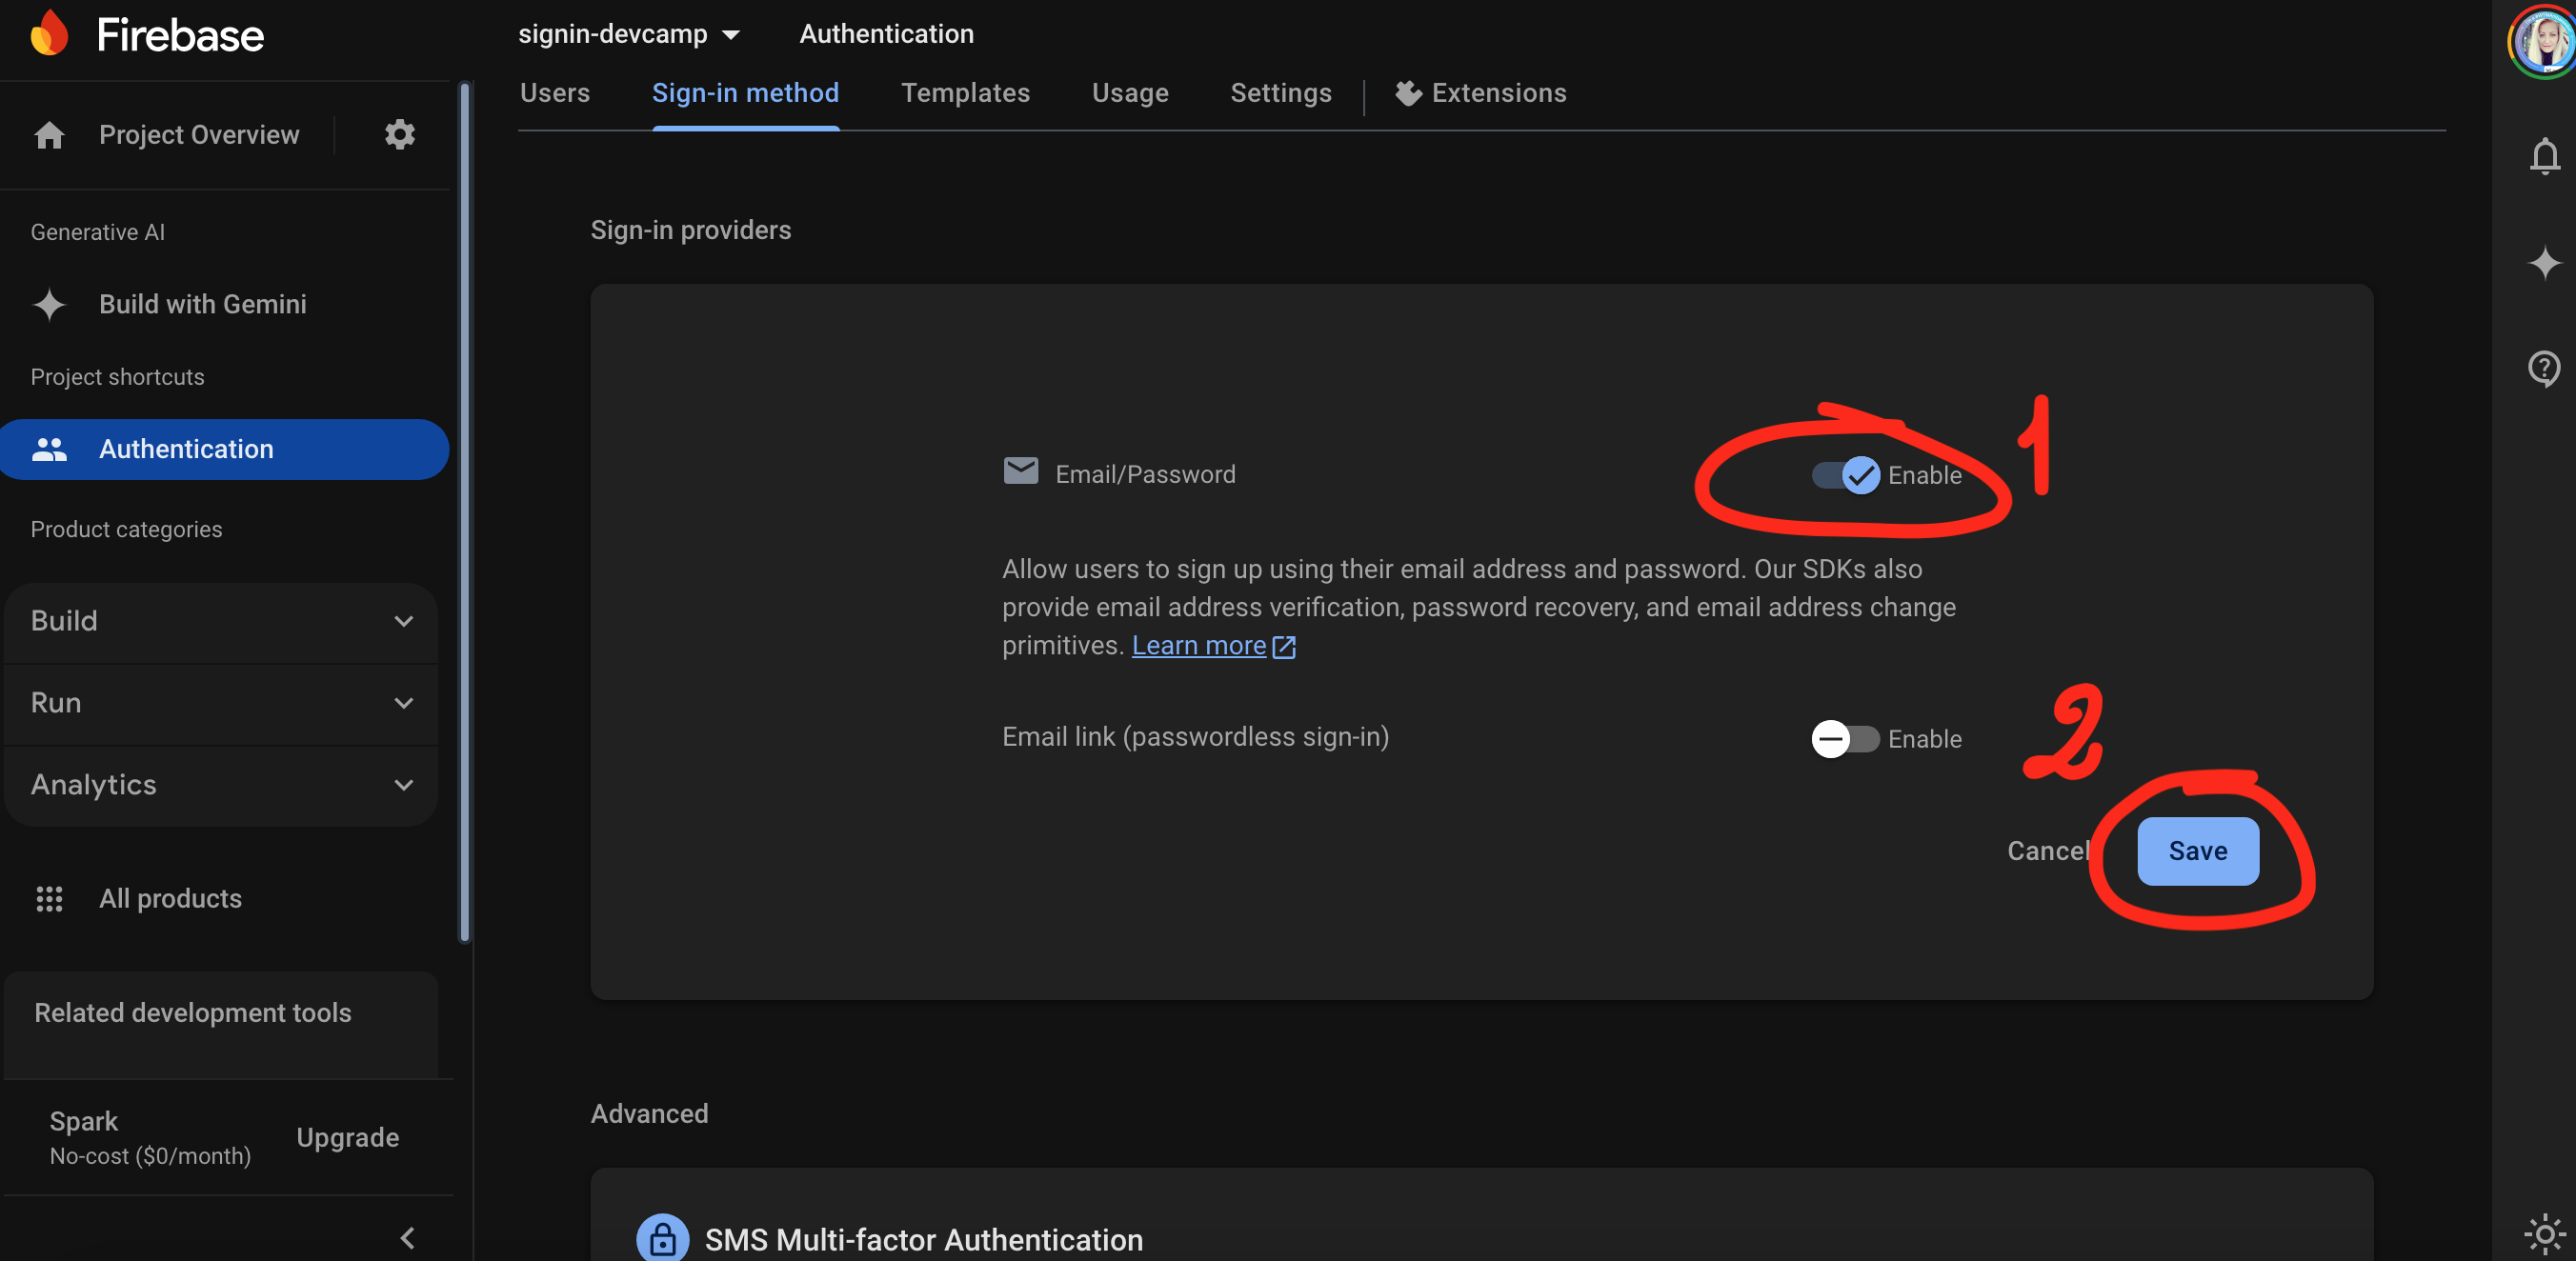 Firebase
signin-devcamp
Authentication
Users
Sign-in method
Templates
Usage
Settings
Extensions
Project Overview
Generative AI
Build with Gemini
Project shortcuts
Authentication
Product categories
Build
Run
Analytics
All products
Related development tools
Spark
No-cost ($0/month)
Upgrade
Sign-in providers
Email/Password
Enable
1
Allow users to sign up using their email address and password. Our SDKs also
provide email address verification, password recovery, and email address change
primitives. Learn more
Email link (passwordless sign-in)
Enable
2
Cancel
Save
Advanced
SMS Multi-factor Authentication